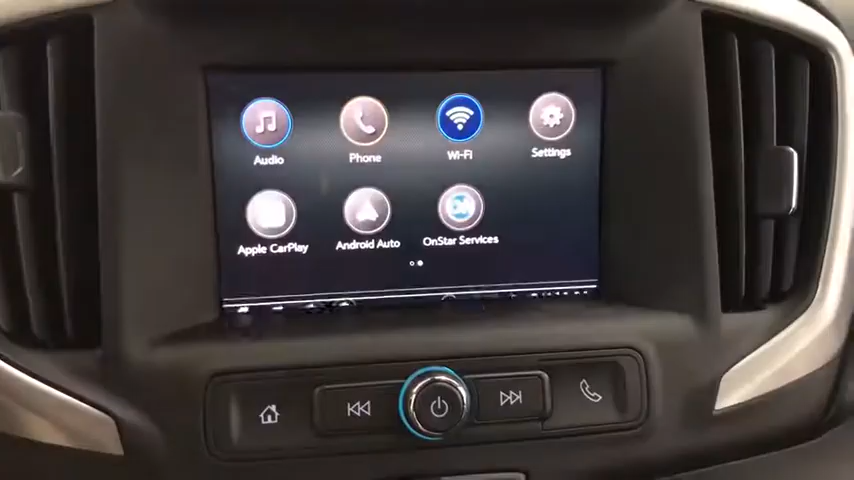 Audio Phone Wi-Fi Settings
Apple CarPlay Android Auto OnStar Services